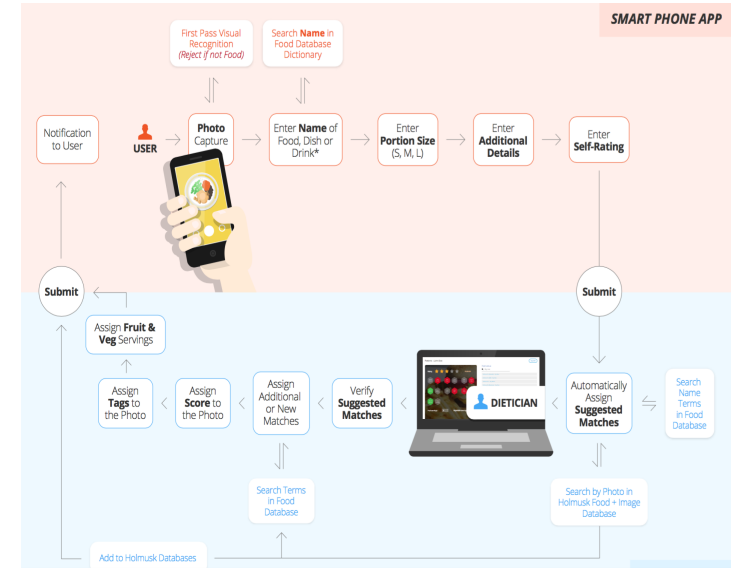 SMART PHONE APP
First Pass Visual
Recognition
(Reject if not Food)
Search Name in
Food Database
Dictionary
Notification
to User
USER
Photo
Capture
Enter Name of
Food, Dish or
Drink*
Enter
Portion Size
(S, M, L)
Enter
Additional
Details
Enter
Self-Rating
Submit
Submit
Assign Fruit &
Veg Servings
Assign
Tags to
the Photo
Assign
Score to
the Photo
Assign
Additional
or New
Matches
Verify
Suggested
Matches
DIETICIAN
Automatically
Assign
Suggested
Matches
Search
Name
Terms
in Food
Database
Search Terms
in Food
Database
Search by Photo in
Holmusk Food + Image
Database
Add to Holmusk Databases